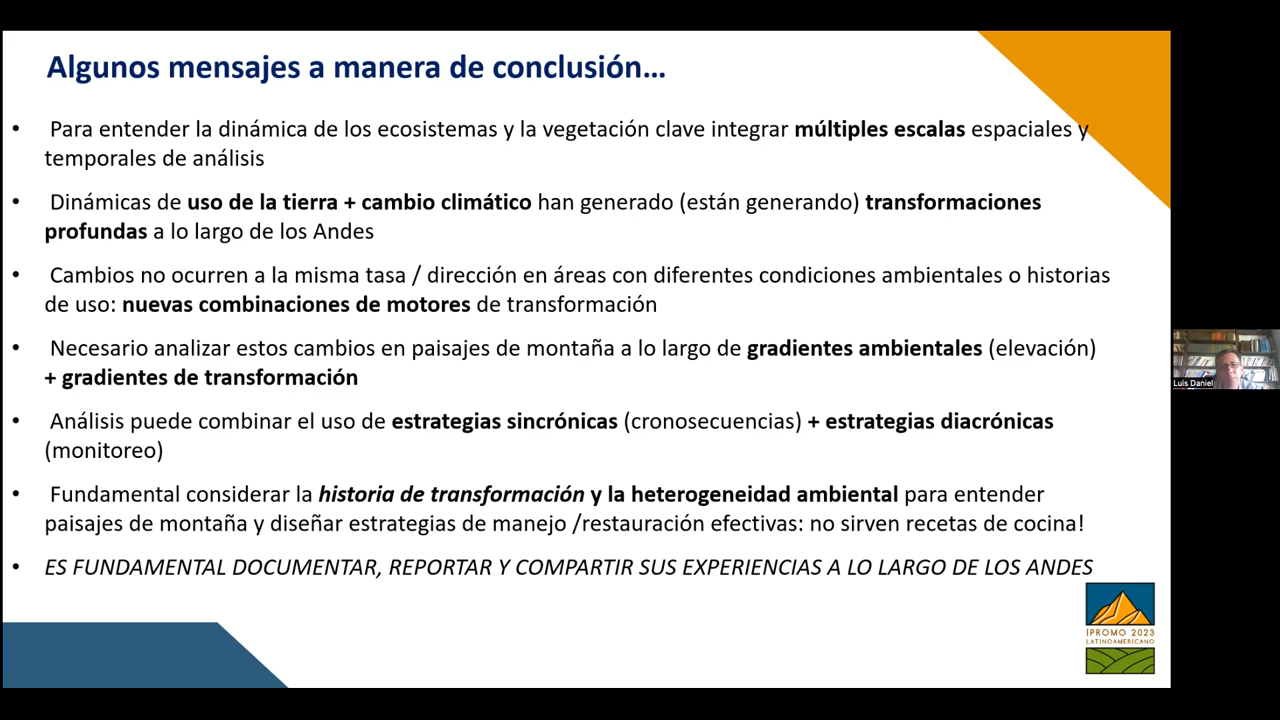 Algunos mensajes a manera de conclusión...
• Para entender la dinámica de los ecosistemas y la vegetación clave integrar múltiples escalas espaciales y
temporales de análisis
• Dinámicas de uso de la tierra + cambio climático han generado (están generando) transformaciones
profundas a lo largo de los Andes
• Cambios no ocurren a la misma tasa / dirección en áreas con diferentes condiciones ambientales o historias
de uso: nuevas combinaciones de motores de transformación
• Necesario analizar estos cambios en paisajes de montaña a lo largo de gradientes ambientales (elevación)
+ gradientes de transformación
• Análisis puede combinar el uso de estrategias sincrónicas (cronosecuencias) + estrategias diacrónicas
(monitoreo)
• Fundamental considerar la historia de transformación y la heterogeneidad ambiental para entender
paisajes de montaña y diseñar estrategias de manejo /restauración efectivas: no sirven recetas de cocina!
• ES FUNDAMENTAL DOCUMENTAR, REPORTAR Y COMPARTIR SUS EXPERIENCIAS A LO LARGO DE LOS ANDES
IPROMO 2023
LATINOAMERICANO
Luis Daniel